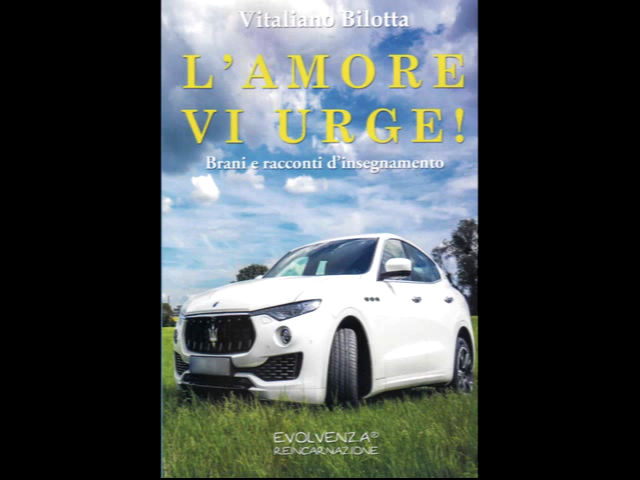 Vitaliano Bilotta
L'AMORE
VI URGE!
Brani e racconti d'insegnamento
EVOLVENZA®
REINCARNAZIONE